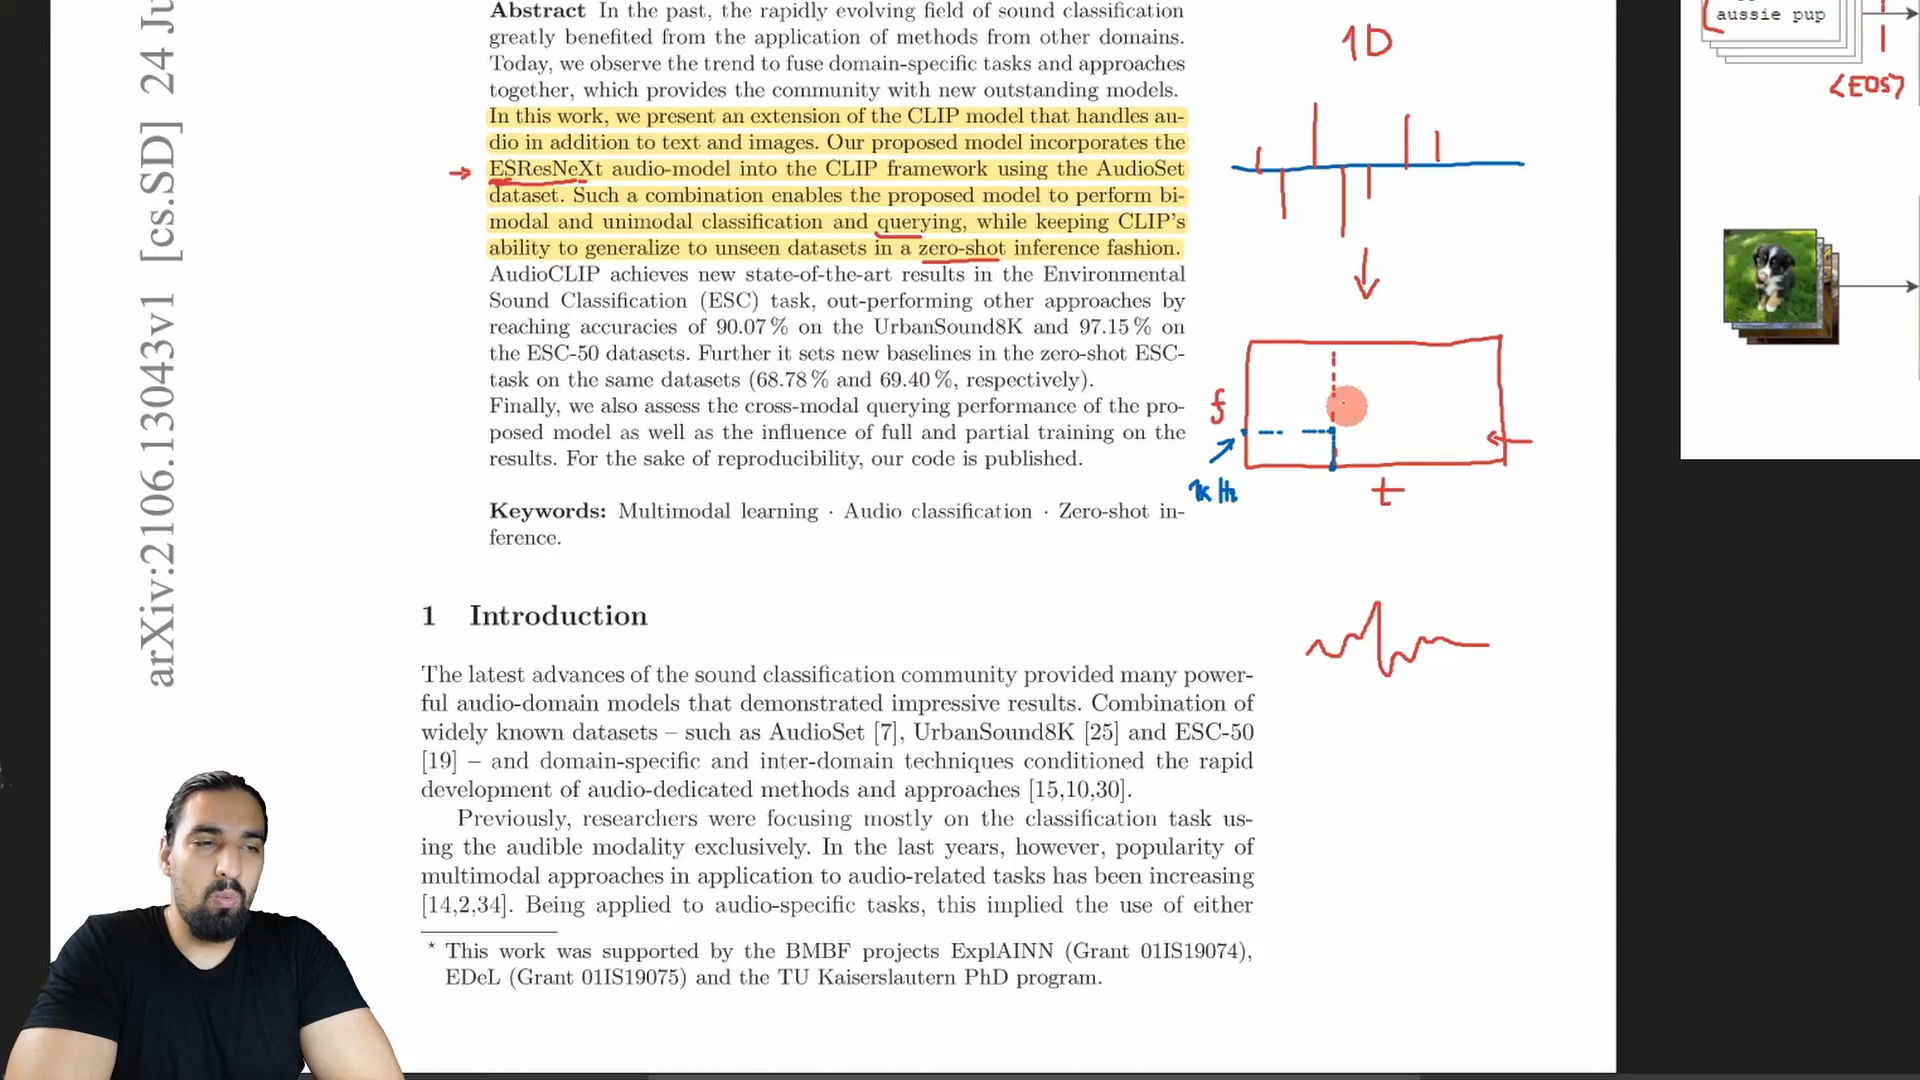 arXiv:2106.13043v1 [cs.SD] 24 Ju
Abstract In the past, the rapidly evolving field of sound classification
greatly benefited from the application of methods from other domains.
Today, we observe the trend to fuse domain-specific tasks and approaches
together, which provides the community with new outstanding models.
In this work, we present an extension of the CLIP model that handles au-
dio in addition to text and images. Our proposed model incorporates the
ESResNeXt audio-model into the CLIP framework using the AudioSet
dataset. Such a combination enables the proposed model to perform bi-
modal and unimodal classification and querying, while keeping CLIP's
ability to generalize to unseen datasets in a zero-shot inference fashion.
AudioCLIP achieves new state-of-the-art results in the Environmental
Sound Classification (ESC) task, out-performing other approaches by
reaching accuracies of 90.07 % on the UrbanSound8K and 97.15 % on
the ESC-50 datasets. Further it sets new baselines in the zero-shot ESC-
task on the same datasets (68.78 % and 69.40 %, respectively).
Finally, we also assess the cross-modal querying performance of the pro-
posed model as well as the influence of full and partial training on the
results. For the sake of reproducibility, our code is published.
Keywords: Multimodal learning · Audio classification · Zero-shot in-
ference.
1 Introduction
The latest advances of the sound classification community provided many power-
ful audio-domain models that demonstrated impressive results. Combination of
widely known datasets – such as AudioSet [7], UrbanSound8K [25] and ESC-50
[19] – and domain-specific and inter-domain techniques conditioned the rapid
development of audio-dedicated methods and approaches [15,10,30].
Previously, researchers were focusing mostly on the classification task us-
ing the audible modality exclusively. In the last years, however, popularity of
multimodal approaches in application to audio-related tasks has been increasing
[14,2,34]. Being applied to audio-specific tasks, this implied the use of either
* This work was supported by the BMBF projects ExplAINN (Grant 01IS19074),
EDeL (Grant 01IS19075) and the TU Kaiserslautern PhD program.
1D
f
1kHz
t
aussie pup
<EOS>